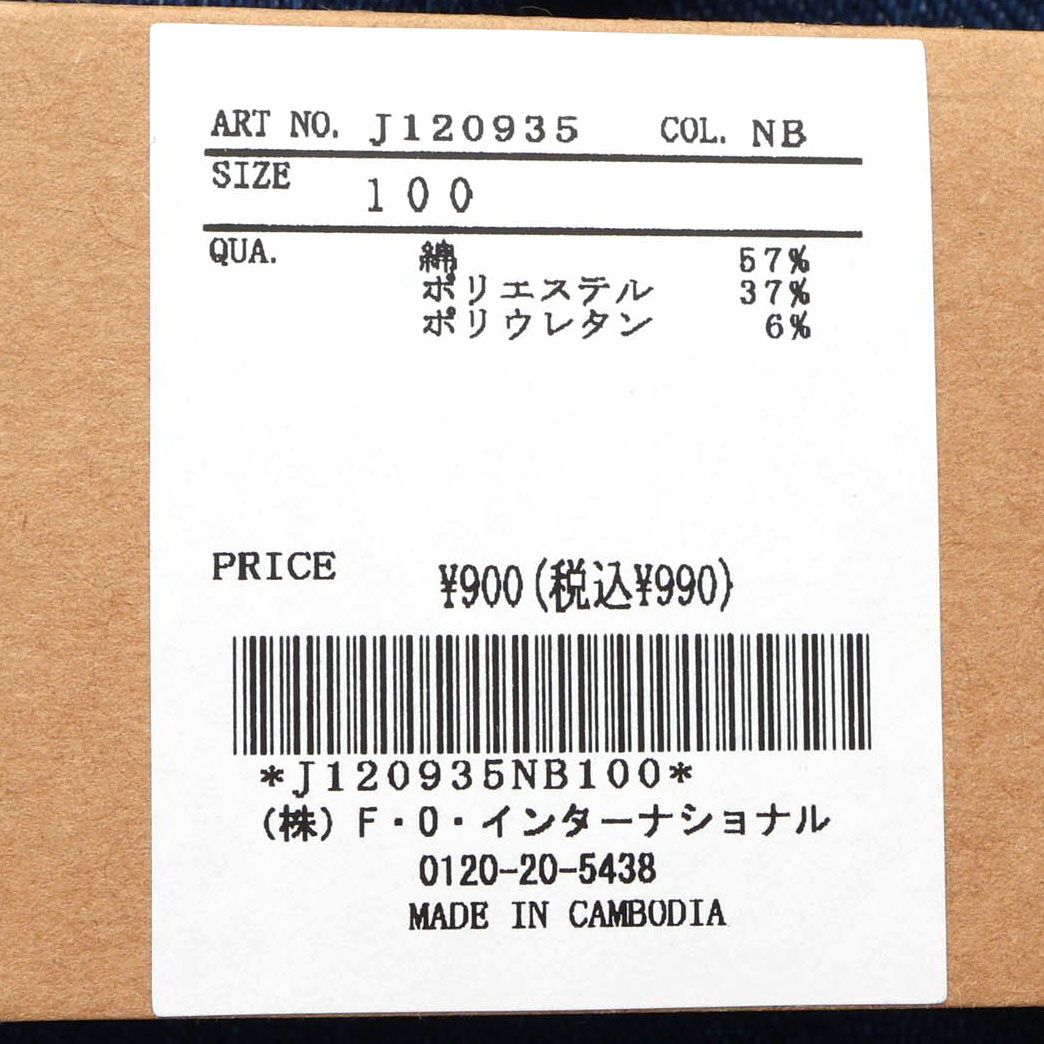 ART NO. J120935 COL. NB
SIZE 100
QUA. 綿 57%
ポリエステル 37%
ポリウレタン 6%
PRICE ¥900(税込¥990)
*J120935NB100*
(株) F・O・インターナショナル
0120-20-5438
MADE IN CAMBODIA